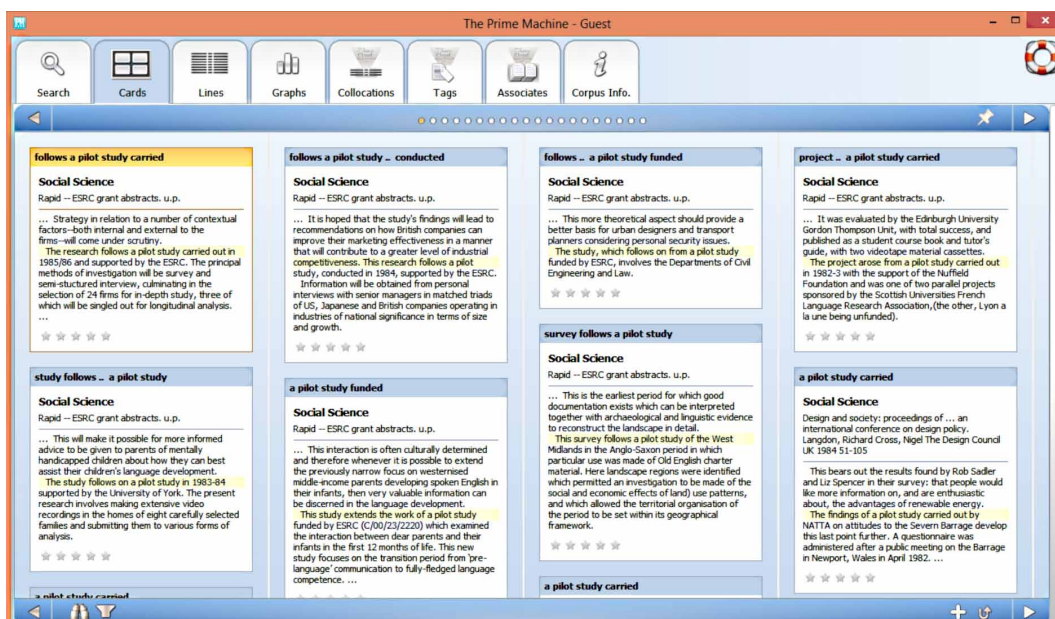 The Prime Machine - Guest
Search
Cards
Lines
Graphs
Collocations
Tags
Associates
Corpus Info.
follows a pilot study carried
Social Science
Rapid -- ESRC grant abstracts. u.p.
... Strategy in relation to a number of contextual
factors--both internal and external to the
firms--will come under scrutiny.
The research follows a pilot study carried out in
1985/86 and supported by the ESRC. The principal
methods of investigation will be survey and
semi-stuctured interview, culminating in the
selection of 24 firms for in-depth study, three of
which will be singled out for longitudinal analysis.
...
study follows .. a pilot study
Social Science
Rapid -- ESRC grant abstracts. u.p.
... This will make it possible for more informed
advice to be given to parents of mentally
handicapped children about how they can best
assist their children's language development.
The study follows on a pilot study in 1983-84
supported by the University of York. The present
research involves making extensive video
recordings in the homes of eight carefully selected
families and submitting them to various forms of
analysis.
a pilot study carried
follows a pilot study .. conducted
Social Science
Rapid -- ESRC grant abstracts. u.p.
... It is hoped that the study's findings will lead to
recommendations on how British companies can
improve their marketing effectiveness in a manner
that will contribute to a greater level of industrial
competitiveness. This research follows a pilot
study, conducted in 1984, supported by the ESRC.
Information will be obtained from personal
interviews with senior managers in matched triads
of US, Japanese and British companies operating in
industries of national significance in terms of size
and growth.
a pilot study funded
Social Science
Rapid -- ESRC grant abstracts. u.p.
... This interaction is often culturally determined
and therefore whenever it is possible to extend
the previously narrow focus on westernised
middle-income parents developing spoken English in
their infants, then very valuable information can
be discerned in the language development.
This study extends the work of a pilot study
funded by ESRC (C/00/23/2220) which examined
the interaction between dear parents and their
infants in the first 12 months of life. This new
study focuses on the transition period from 'pre-
language' communication to fully-fledged language
competence. ...
follows .. a pilot study funded
Social Science
Rapid -- ESRC grant abstracts. u.p.
... This more theoretical aspect should provide a
better basis for urban designers and transport
planners considering personal security issues.
The study, which follows on from a pilot study
funded by ESRC, involves the Departments of Civil
Engineering and Law.
survey follows a pilot study
Social Science
Rapid -- ESRC grant abstracts. u.p.
... This is the earliest period for which good
documentation exists which can be interpreted
together with archaeological and linguistic evidence
to reconstruct the landscape in detail.
This survey follows a pilot study of the West
Midlands in the Anglo-Saxon period in which
particular use was made of Old English charter
material. Here landscape regions were identified
which permitted an investigation to be made of the
social and economic effects of land) use patterns,
and which allowed the territorial organisation of
the period to be set within its geographical
framework.
a pilot study carried
project .. a pilot study carried
Social Science
Rapid -- ESRC grant abstracts. u.p.
... It was evaluated by the Edinburgh University
Gordon Thompson Unit, with total success, and
published as a student course book and tutor's
guide, with two videotape material cassettes.
The project arose from a pilot study carried out
in 1982-3 with the support of the Nuffield
Foundation and was one of two parallel projects
sponsored by the Scottish Universities French
Language Research Association,(the other, Lyon a
la une being unfunded).
a pilot study carried
Social Science
Design and society: proceedings of ... an
international conference on design policy.
Langdon, Richard Cross, Nigel The Design Council
UK 1984 51-105
This bears out the results found by Rob Sadler
and Liz Spencer in their survey: that people would
like more information on, and are enthusiastic
about, the advantages of renewable energy.
The findings of a pilot study carried out by
NATTA on attitudes to the Severn Barrage develop
this last point further. A questionnaire was
administered after a public meeting on the Barrage
in Newport, Wales in April 1982. ...